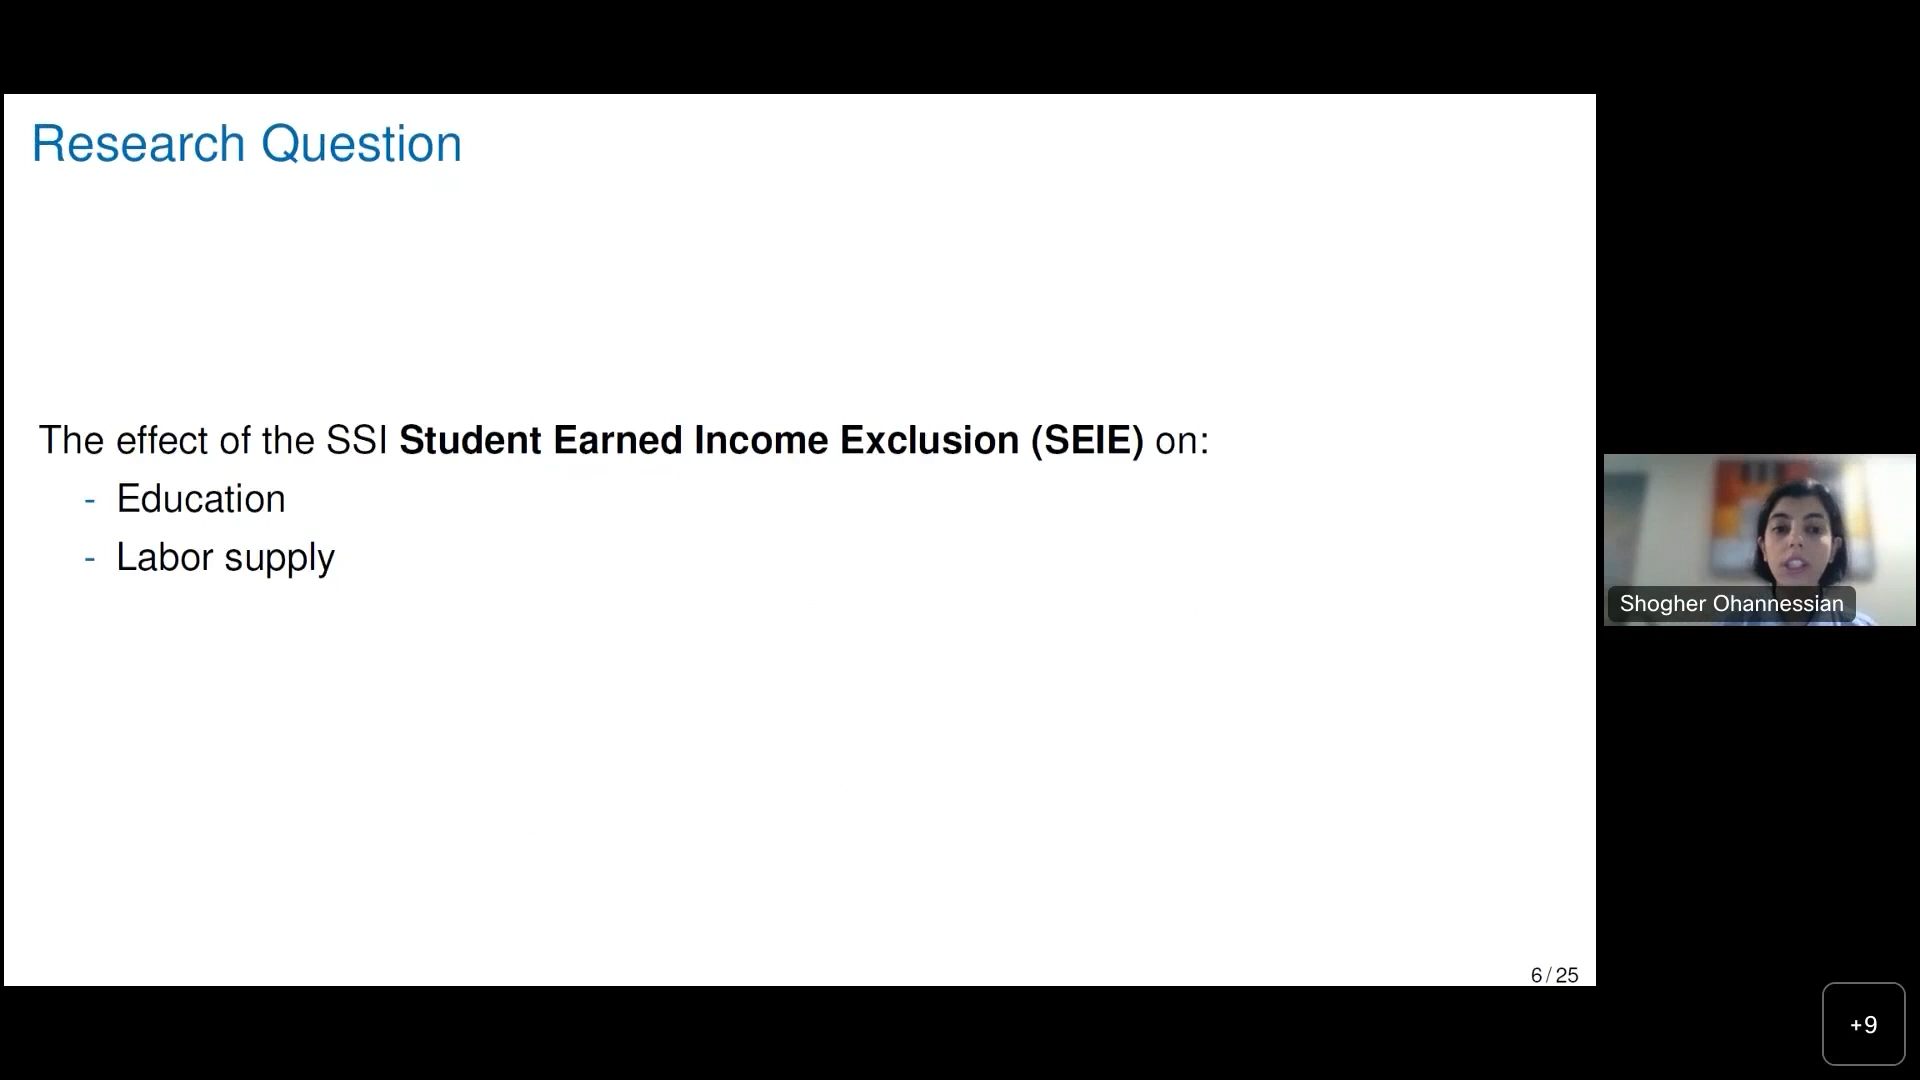 Research Question
The effect of the SSI Student Earned Income Exclusion (SEIE) on:
- Education
- Labor supply
6 / 25
Shogher Ohannessian
+9